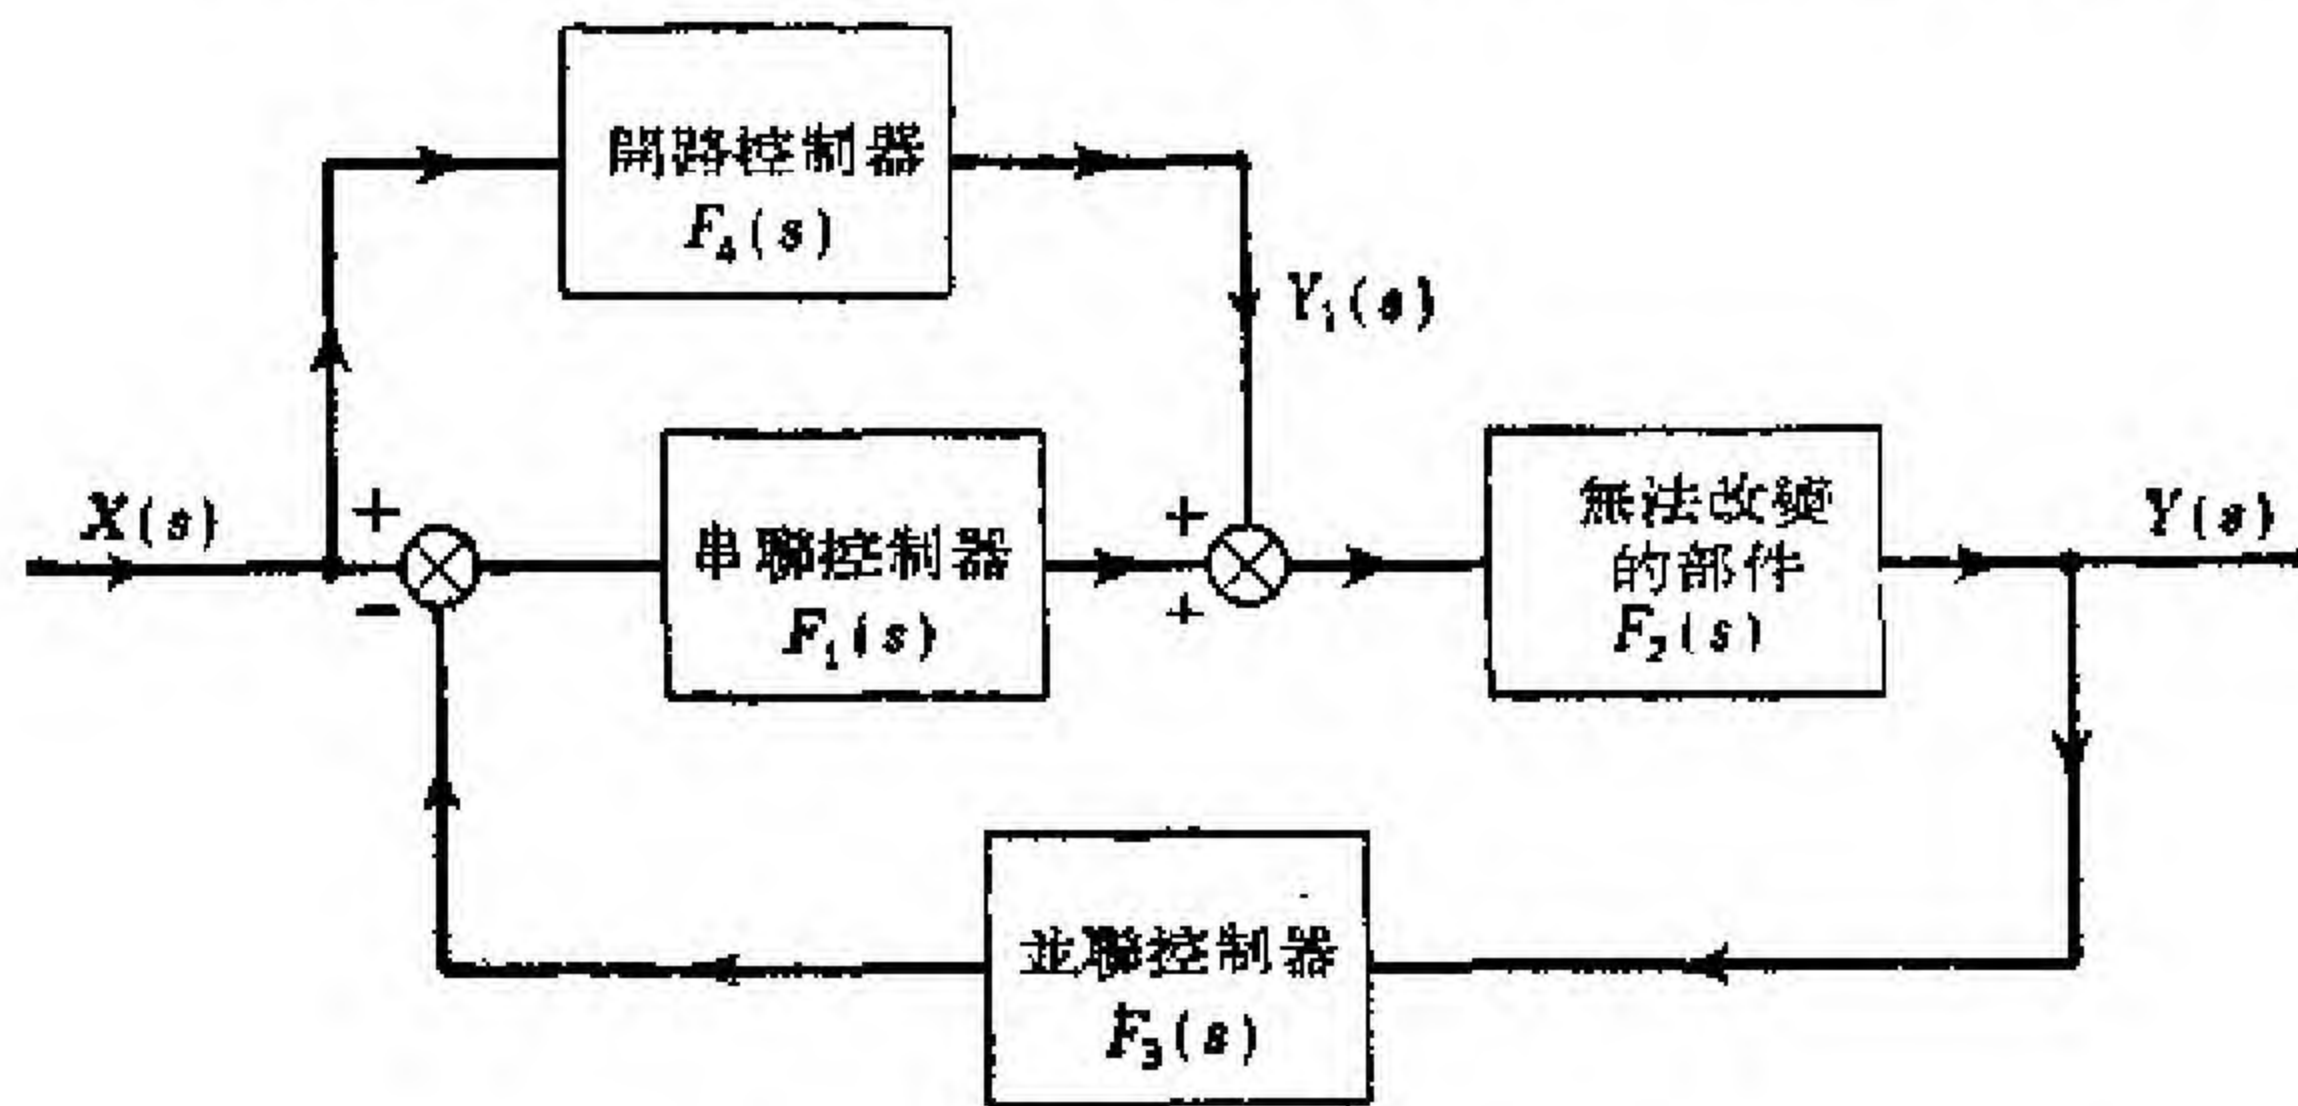 開路控制器
F₄(s)
Y₁(s)
X(s)
+
−
串聯控制器
F₁(s)
+
+
無法改變
的部件
F₂(s)
Y(s)
並聯控制器
F₃(s)